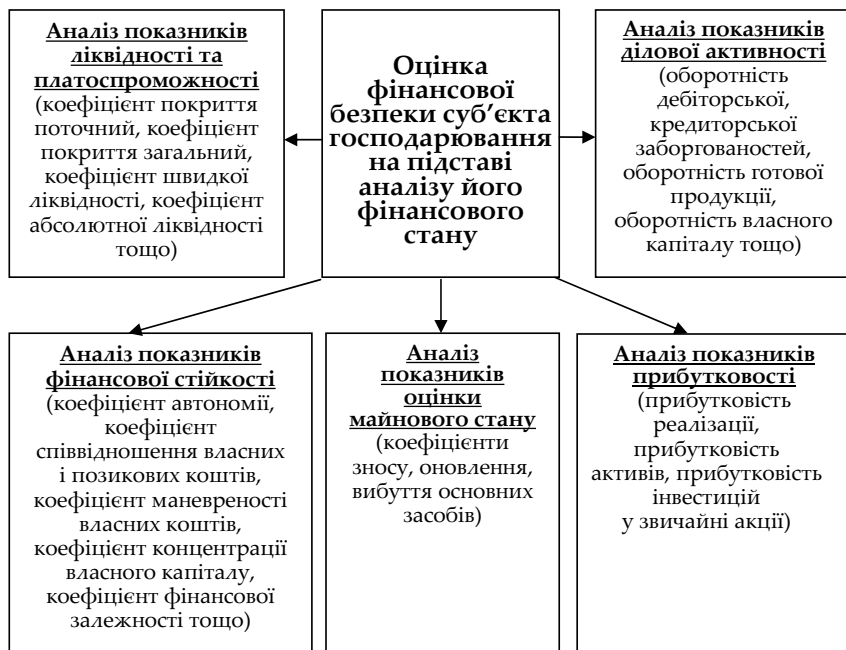 Аналіз показників
ліквідності та
платоспроможності
(коефіцієнт покриття
поточний, коефіцієнт
покриття загальний,
коефіцієнт швидкої
ліквідності, коефіцієнт
абсолютної ліквідності
тощо)
Оцінка
фінансової
безпеки суб’єкта
господарювання
на підставі
аналізу його
фінансового
стану
Аналіз показників
ділової активності
(оборотність
дебіторської,
кредиторської
заборгованостей,
оборотність готової
продукції,
оборотність власного
капіталу тощо)
Аналіз показників
фінансової стійкості
(коефіцієнт автономії,
коефіцієнт
співвідношення власних
і позикових коштів,
коефіцієнт маневреності
власних коштів,
коефіцієнт концентрації
власного капіталу,
коефіцієнт фінансової
залежності тощо)
Аналіз
показників
оцінки
майнового стану
(коефіцієнти
зносу, оновлення,
вибуття основних
засобів)
Аналіз показників
прибутковості
(прибутковість
реалізації,
прибутковість
активів, прибутковість
інвестицій
у звичайні акції)